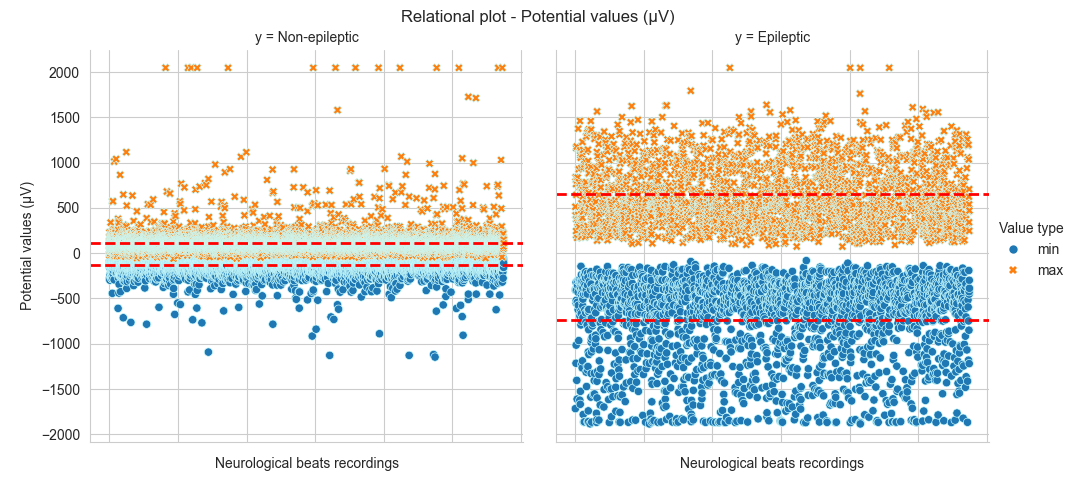 Relational plot - Potential values (µV)
y = Non-epileptic
y = Epileptic
Potential values (µV)
2000
1500
1000
500
0
−500
−1000
−1500
−2000
Neurological beats recordings
Neurological beats recordings
Value type
min
max